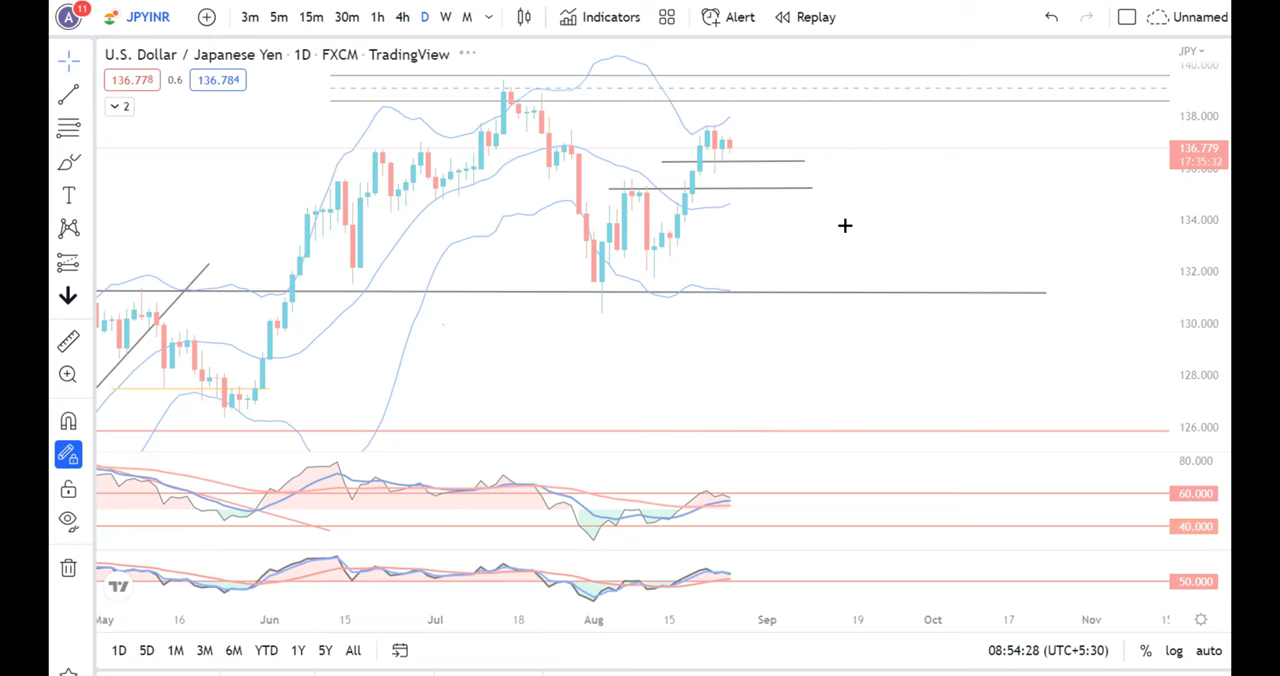 A 11 JPYINR 3m 5m 15m 30m 1h 4h D W M Indicators Alert Replay Unnamed
U.S. Dollar / Japanese Yen · 1D · FXCM · TradingView
JPY
136.778 0.6 136.784
2
140.000
138.000
136.779
17:35:32
136.000
134.000
132.000
130.000
128.000
126.000
80.000
60.000
40.000
50.000
May 16 Jun 15 Jul 18 Aug 15 Sep 19 Oct 17 Nov
1D 5D 1M 3M 6M YTD 1Y 5Y All 08:54:28 (UTC+5:30) % log auto
T